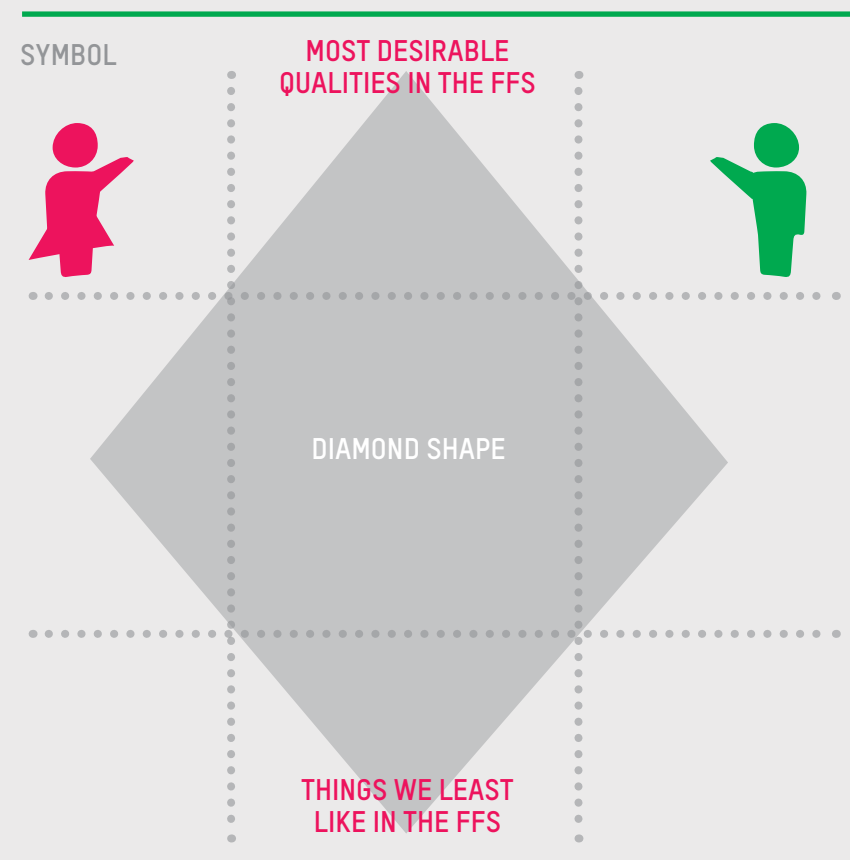 SYMBOL
MOST DESIRABLE
QUALITIES IN THE FFS
DIAMOND SHAPE
THINGS WE LEAST
LIKE IN THE FFS